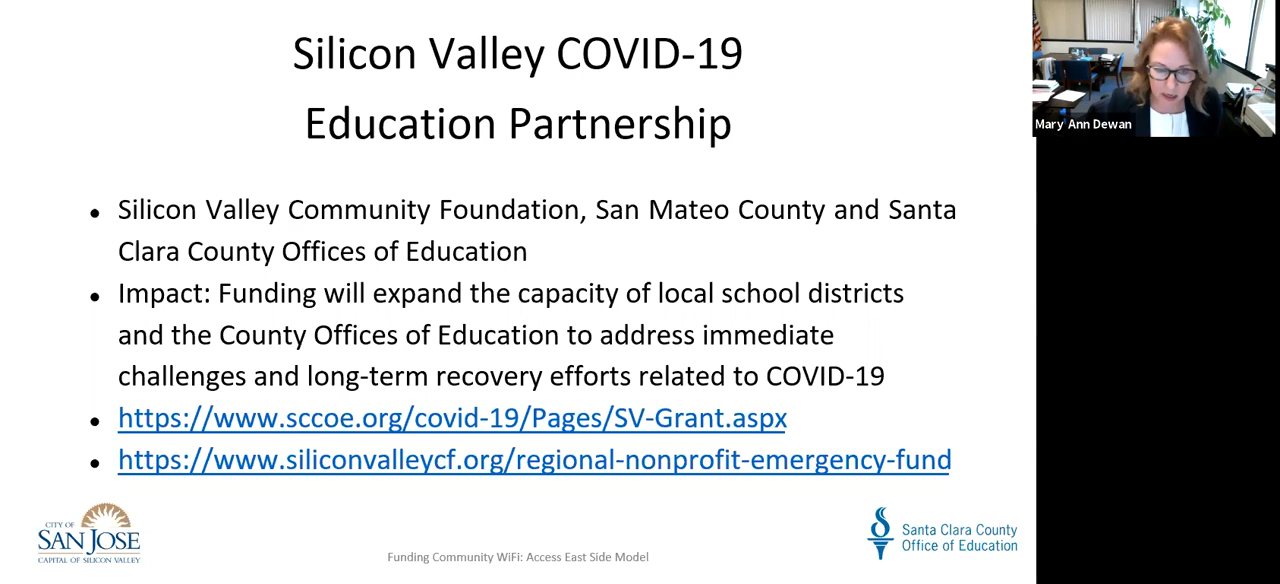 Silicon Valley COVID-19
Education Partnership
Mary Ann Dewan
• Silicon Valley Community Foundation, San Mateo County and Santa
Clara County Offices of Education
• Impact: Funding will expand the capacity of local school districts
and the County Offices of Education to address immediate
challenges and long-term recovery efforts related to COVID-19
• https://www.sccoe.org/covid-19/Pages/SV-Grant.aspx
• https://www.siliconvalleycf.org/regional-nonprofit-emergency-fund
CITY OF
SAN JOSE
CAPITAL OF SILICON VALLEY
Funding Community WiFi: Access East Side Model
Santa Clara County
Office of Education